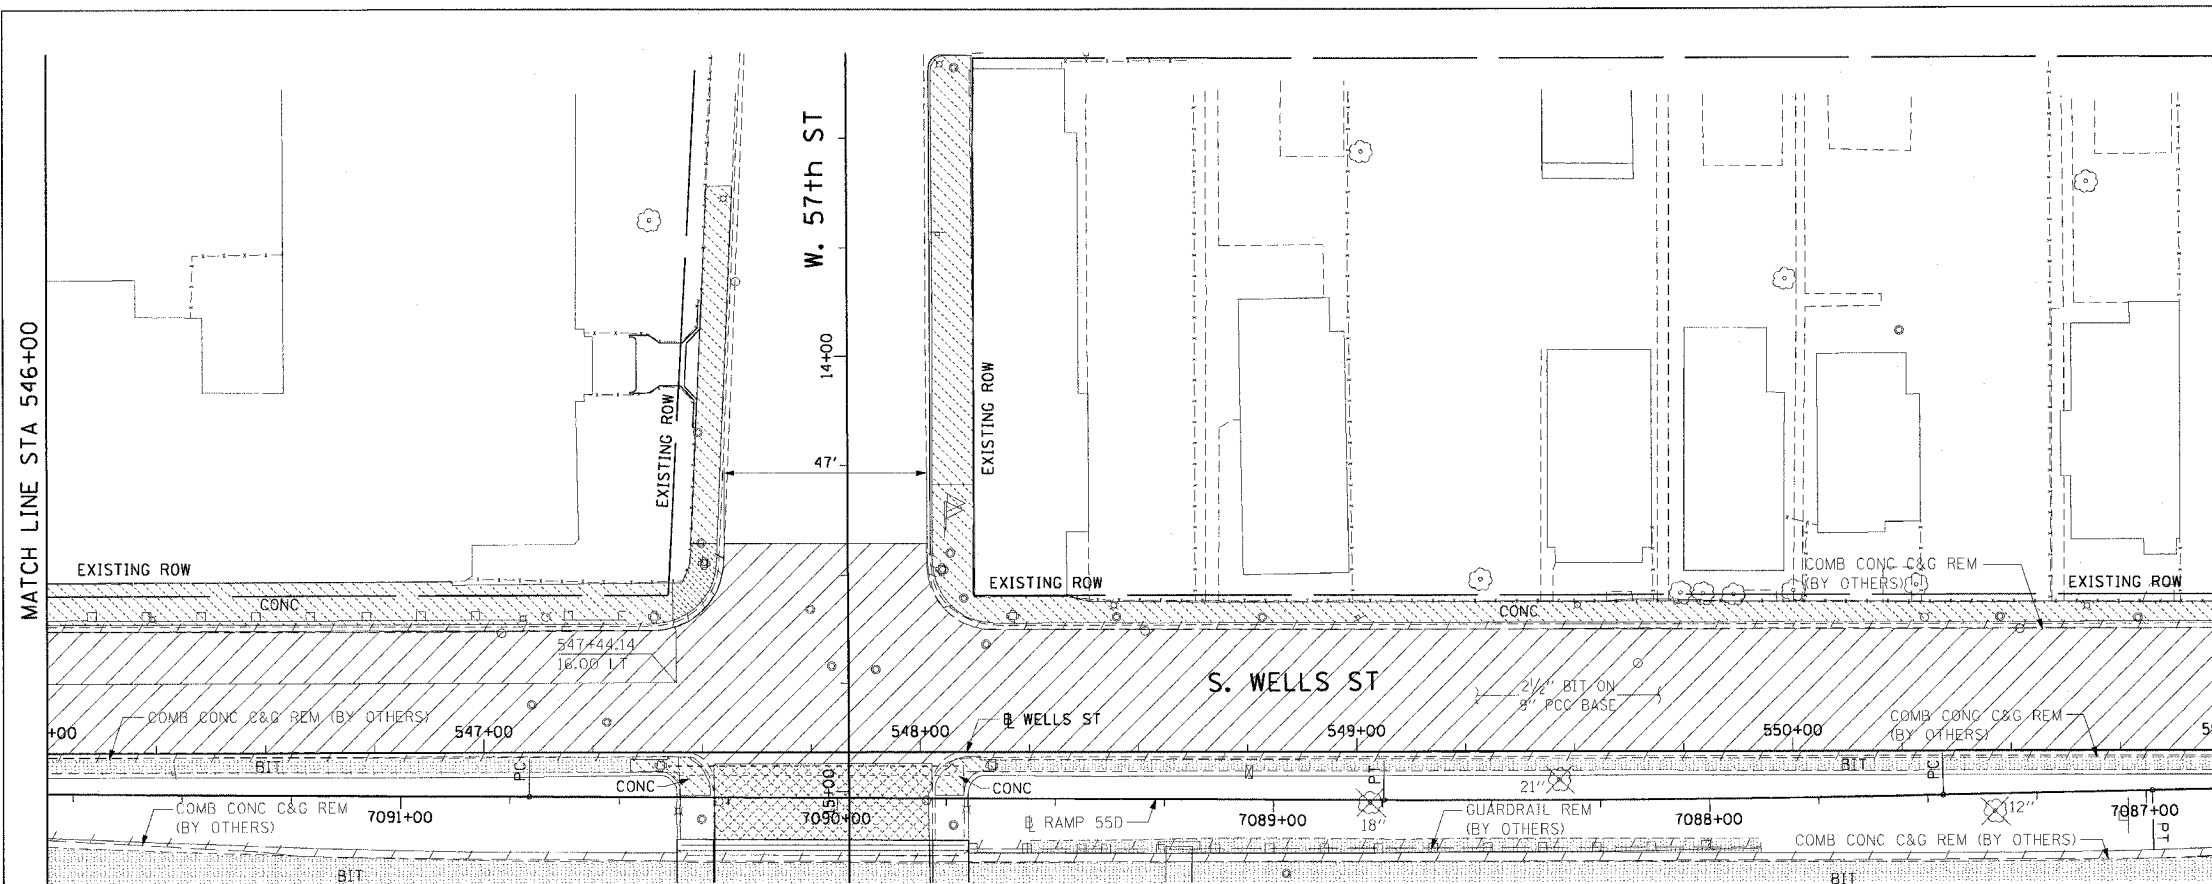 MATCH LINE STA 546+00
W. 57th ST
14+00
47'
EXISTING ROW
EXISTING ROW
EXISTING ROW
EXISTING ROW
EXISTING ROW
CONC
CONC
COMB CONC C&G REM
(BY OTHERS)
547+44.14
16.00 LT
S. WELLS ST
2½" BIT ON
9" PCC BASE
COMB CONC C&G REM (BY OTHERS)
COMB CONC C&G REM
(BY OTHERS)
+00
547+00
548+00
℄ WELLS ST
549+00
550+00
BIT
PC
CONC
15+00
CONC
PT
21"
BIT
PC
COMB CONC C&G REM
(BY OTHERS)
7091+00
7090+00
℄ RAMP 55D
7089+00
18"
GUARDRAIL REM
(BY OTHERS)
7088+00
12"
7087+00
PT
COMB CONC C&G REM (BY OTHERS)
BIT
BIT